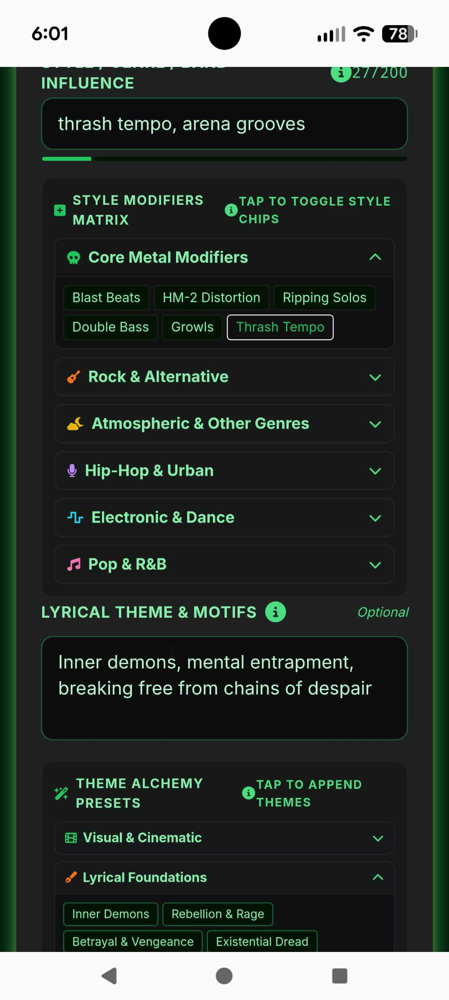 6:01
78
INFLUENCE
27/200
thrash tempo, arena grooves
STYLE MODIFIERS
MATRIX
TAP TO TOGGLE STYLE
CHIPS
Core Metal Modifiers
Blast Beats
HM-2 Distortion
Ripping Solos
Double Bass
Growls
Thrash Tempo
Rock & Alternative
Atmospheric & Other Genres
Hip-Hop & Urban
Electronic & Dance
Pop & R&B
LYRICAL THEME & MOTIFS
Optional
Inner demons, mental entrapment,
breaking free from chains of despair
THEME ALCHEMY
PRESETS
TAP TO APPEND
THEMES
Visual & Cinematic
Lyrical Foundations
Inner Demons
Rebellion & Rage
Betrayal & Vengeance
Existential Dread